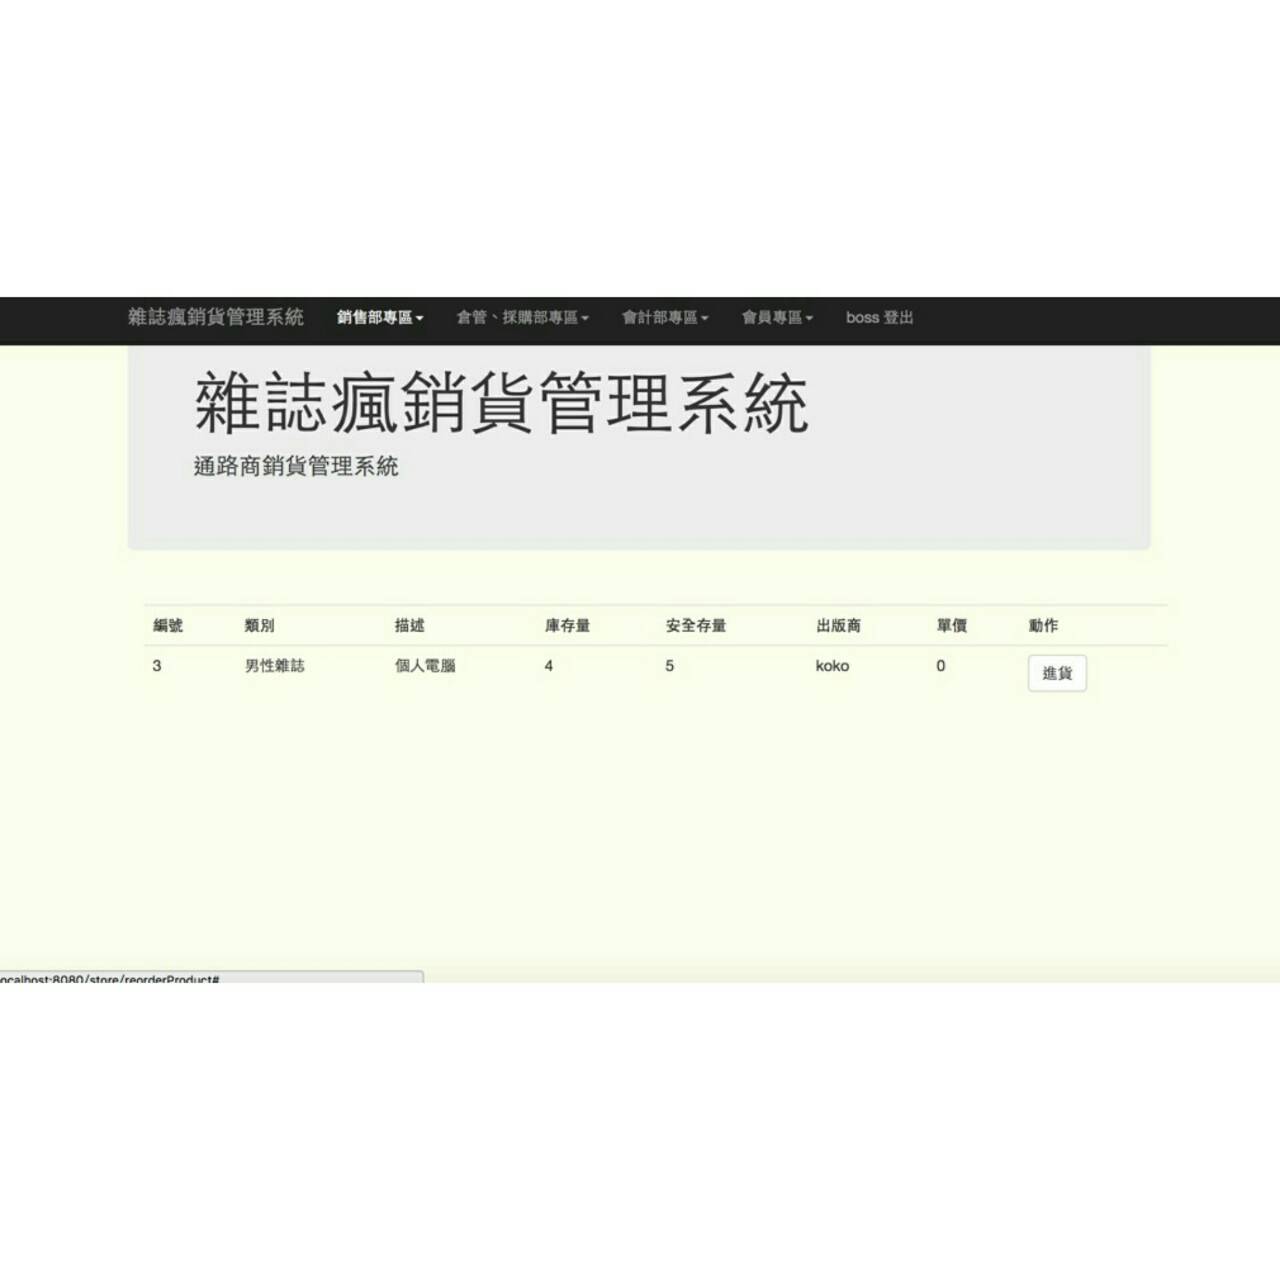 雜誌瘋銷貨管理系統 銷售部專區 倉管、採購部專區 會計部專區 會員專區 boss 登出
雜誌瘋銷貨管理系統
通路商銷貨管理系統
編號 類別 描述 庫存量 安全存量 出版商 單價 動作
3 男性雜誌 個人電腦 4 5 koko 0 進貨
ocalhost:8080/store/reorderProduct#